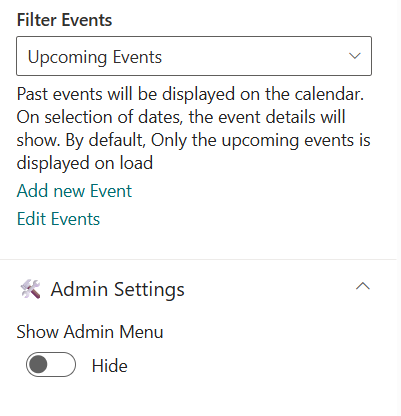 Filter Events
Upcoming Events
Past events will be displayed on the calendar.
On selection of dates, the event details will
show. By default, Only the upcoming events is
displayed on load
Add new Event
Edit Events
Admin Settings
Show Admin Menu
Hide